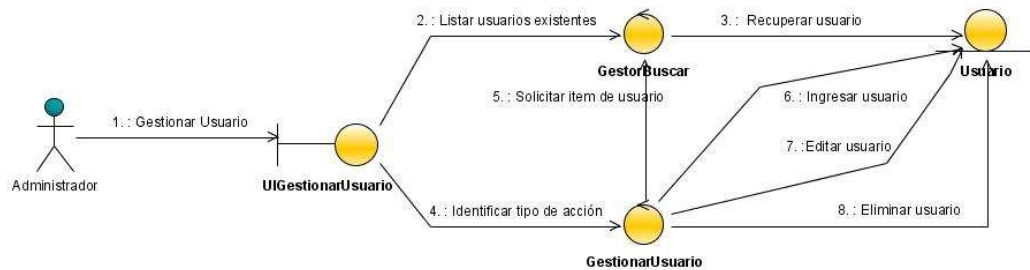 2. : Listar usuarios existentes
3. : Recuperar usuario
GestorBuscar
Usuario
5. : Solicitar item de usuario
6. : Ingresar usuario
1. : Gestionar Usuario
7. :Editar usuario
Administrador
UIGestionarUsuario
4. : Identificar tipo de acción
8. : Eliminar usuario
GestionarUsuario